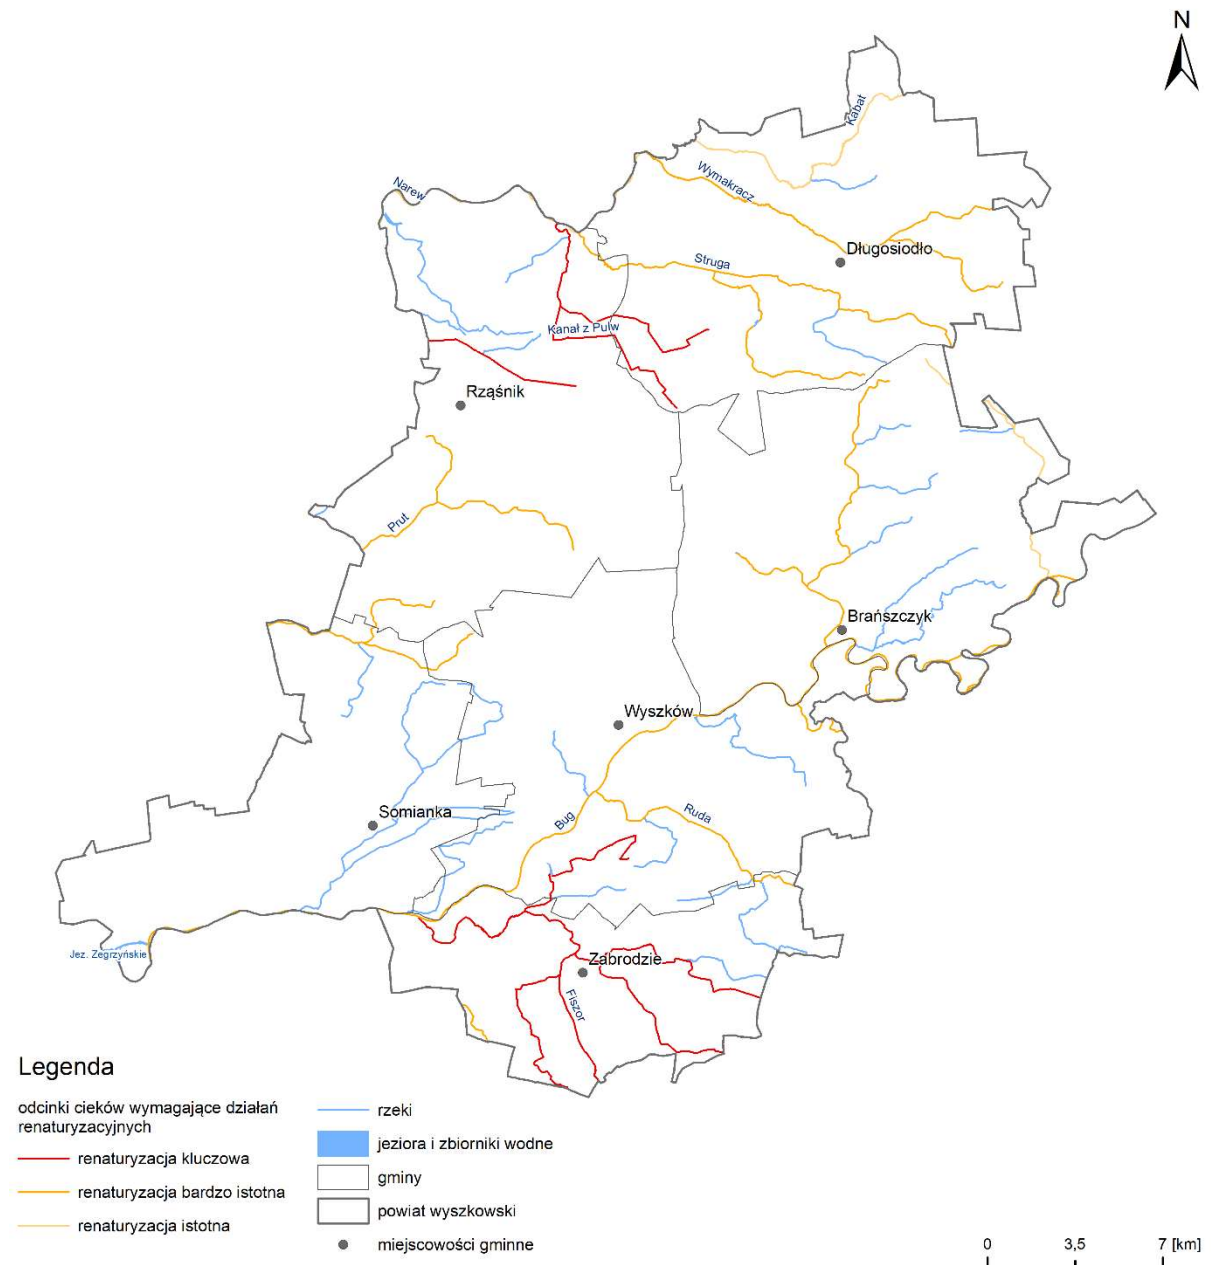 N
Kabat
Wymakracz
Narew
Długosiodło
Struga
Kanał z Pulw
Rząśnik
Prut
Brańszczyk
Wyszków
Somianka
Bug
Ruda
Jez. Zegrzyńskie
Zabrodzie
Fiszor
Legenda
odcinki cieków wymagające działań
renaturyzacyjnych
renaturyzacja kluczowa
renaturyzacja bardzo istotna
renaturyzacja istotna
rzeki
jeziora i zbiorniki wodne
gminy
powiat wyszkowski
miejscowości gminne
0 3,5 7 [km]